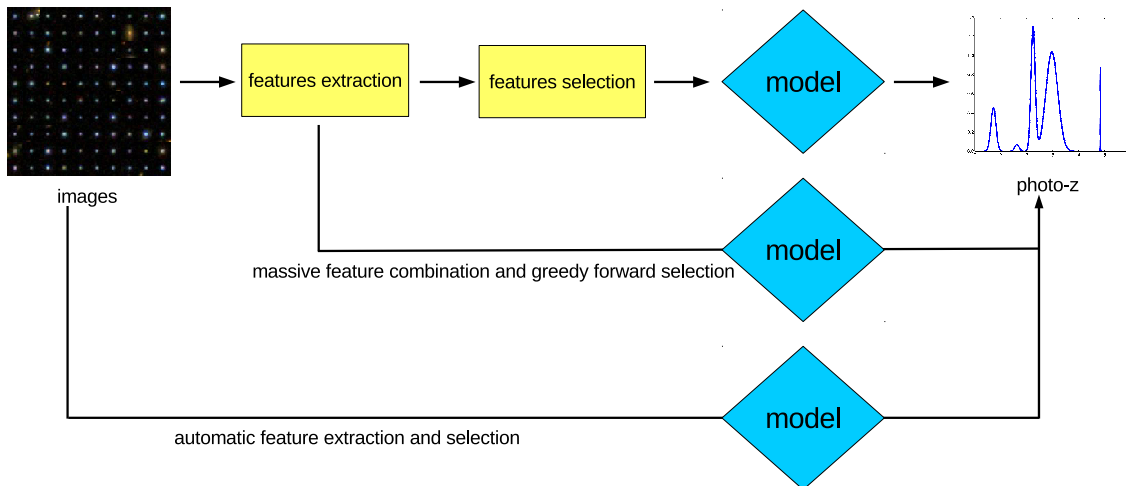 features extraction
features selection
model
images
photo-z
model
massive feature combination and greedy forward selection
model
automatic feature extraction and selection